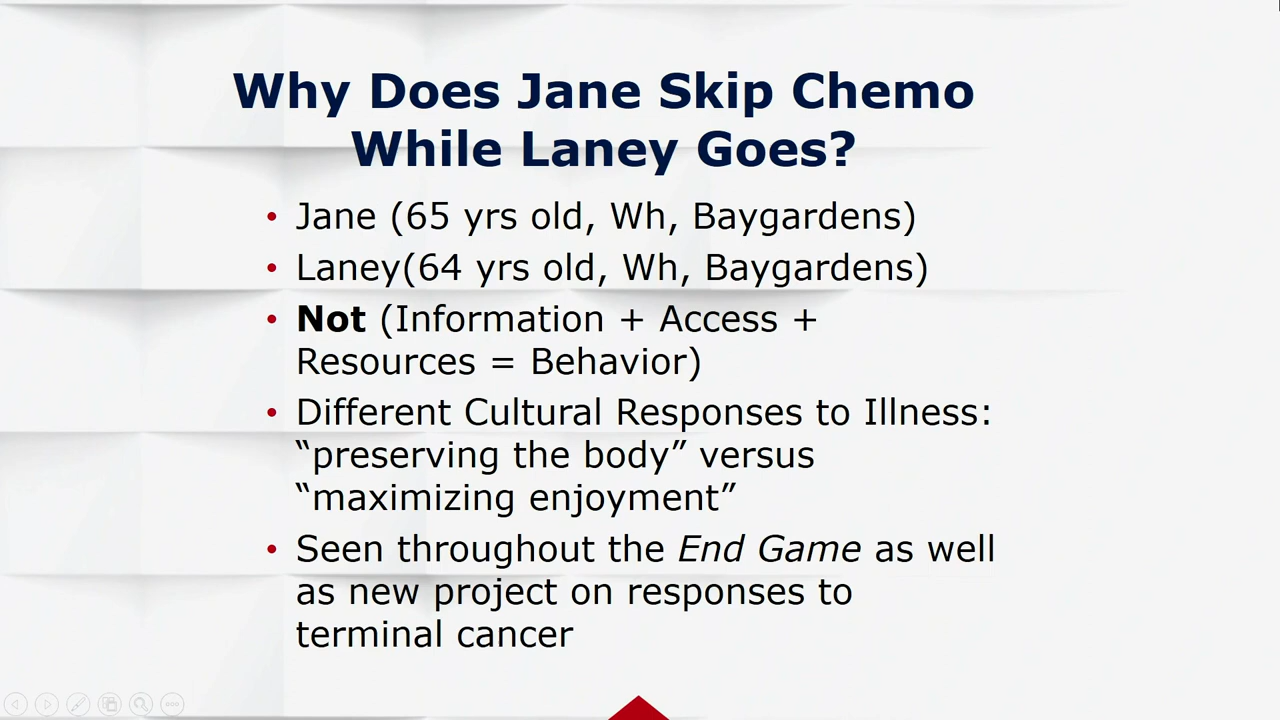 Why Does Jane Skip Chemo
While Laney Goes?
• Jane (65 yrs old, Wh, Baygardens)
• Laney(64 yrs old, Wh, Baygardens)
• Not (Information + Access +
Resources = Behavior)
• Different Cultural Responses to Illness:
“preserving the body” versus
“maximizing enjoyment”
• Seen throughout the End Game as well
as new project on responses to
terminal cancer